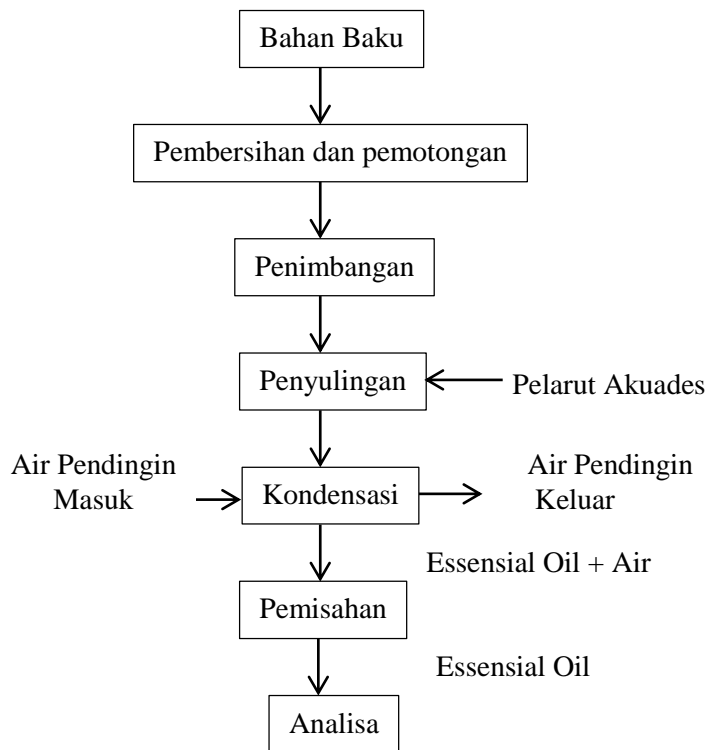 Bahan Baku
Pembersihan dan pemotongan
Penimbangan
Penyulingan
Pelarut Akuades
Air Pendingin
Masuk
Kondensasi
Air Pendingin
Keluar
Essensial Oil + Air
Pemisahan
Essensial Oil
Analisa